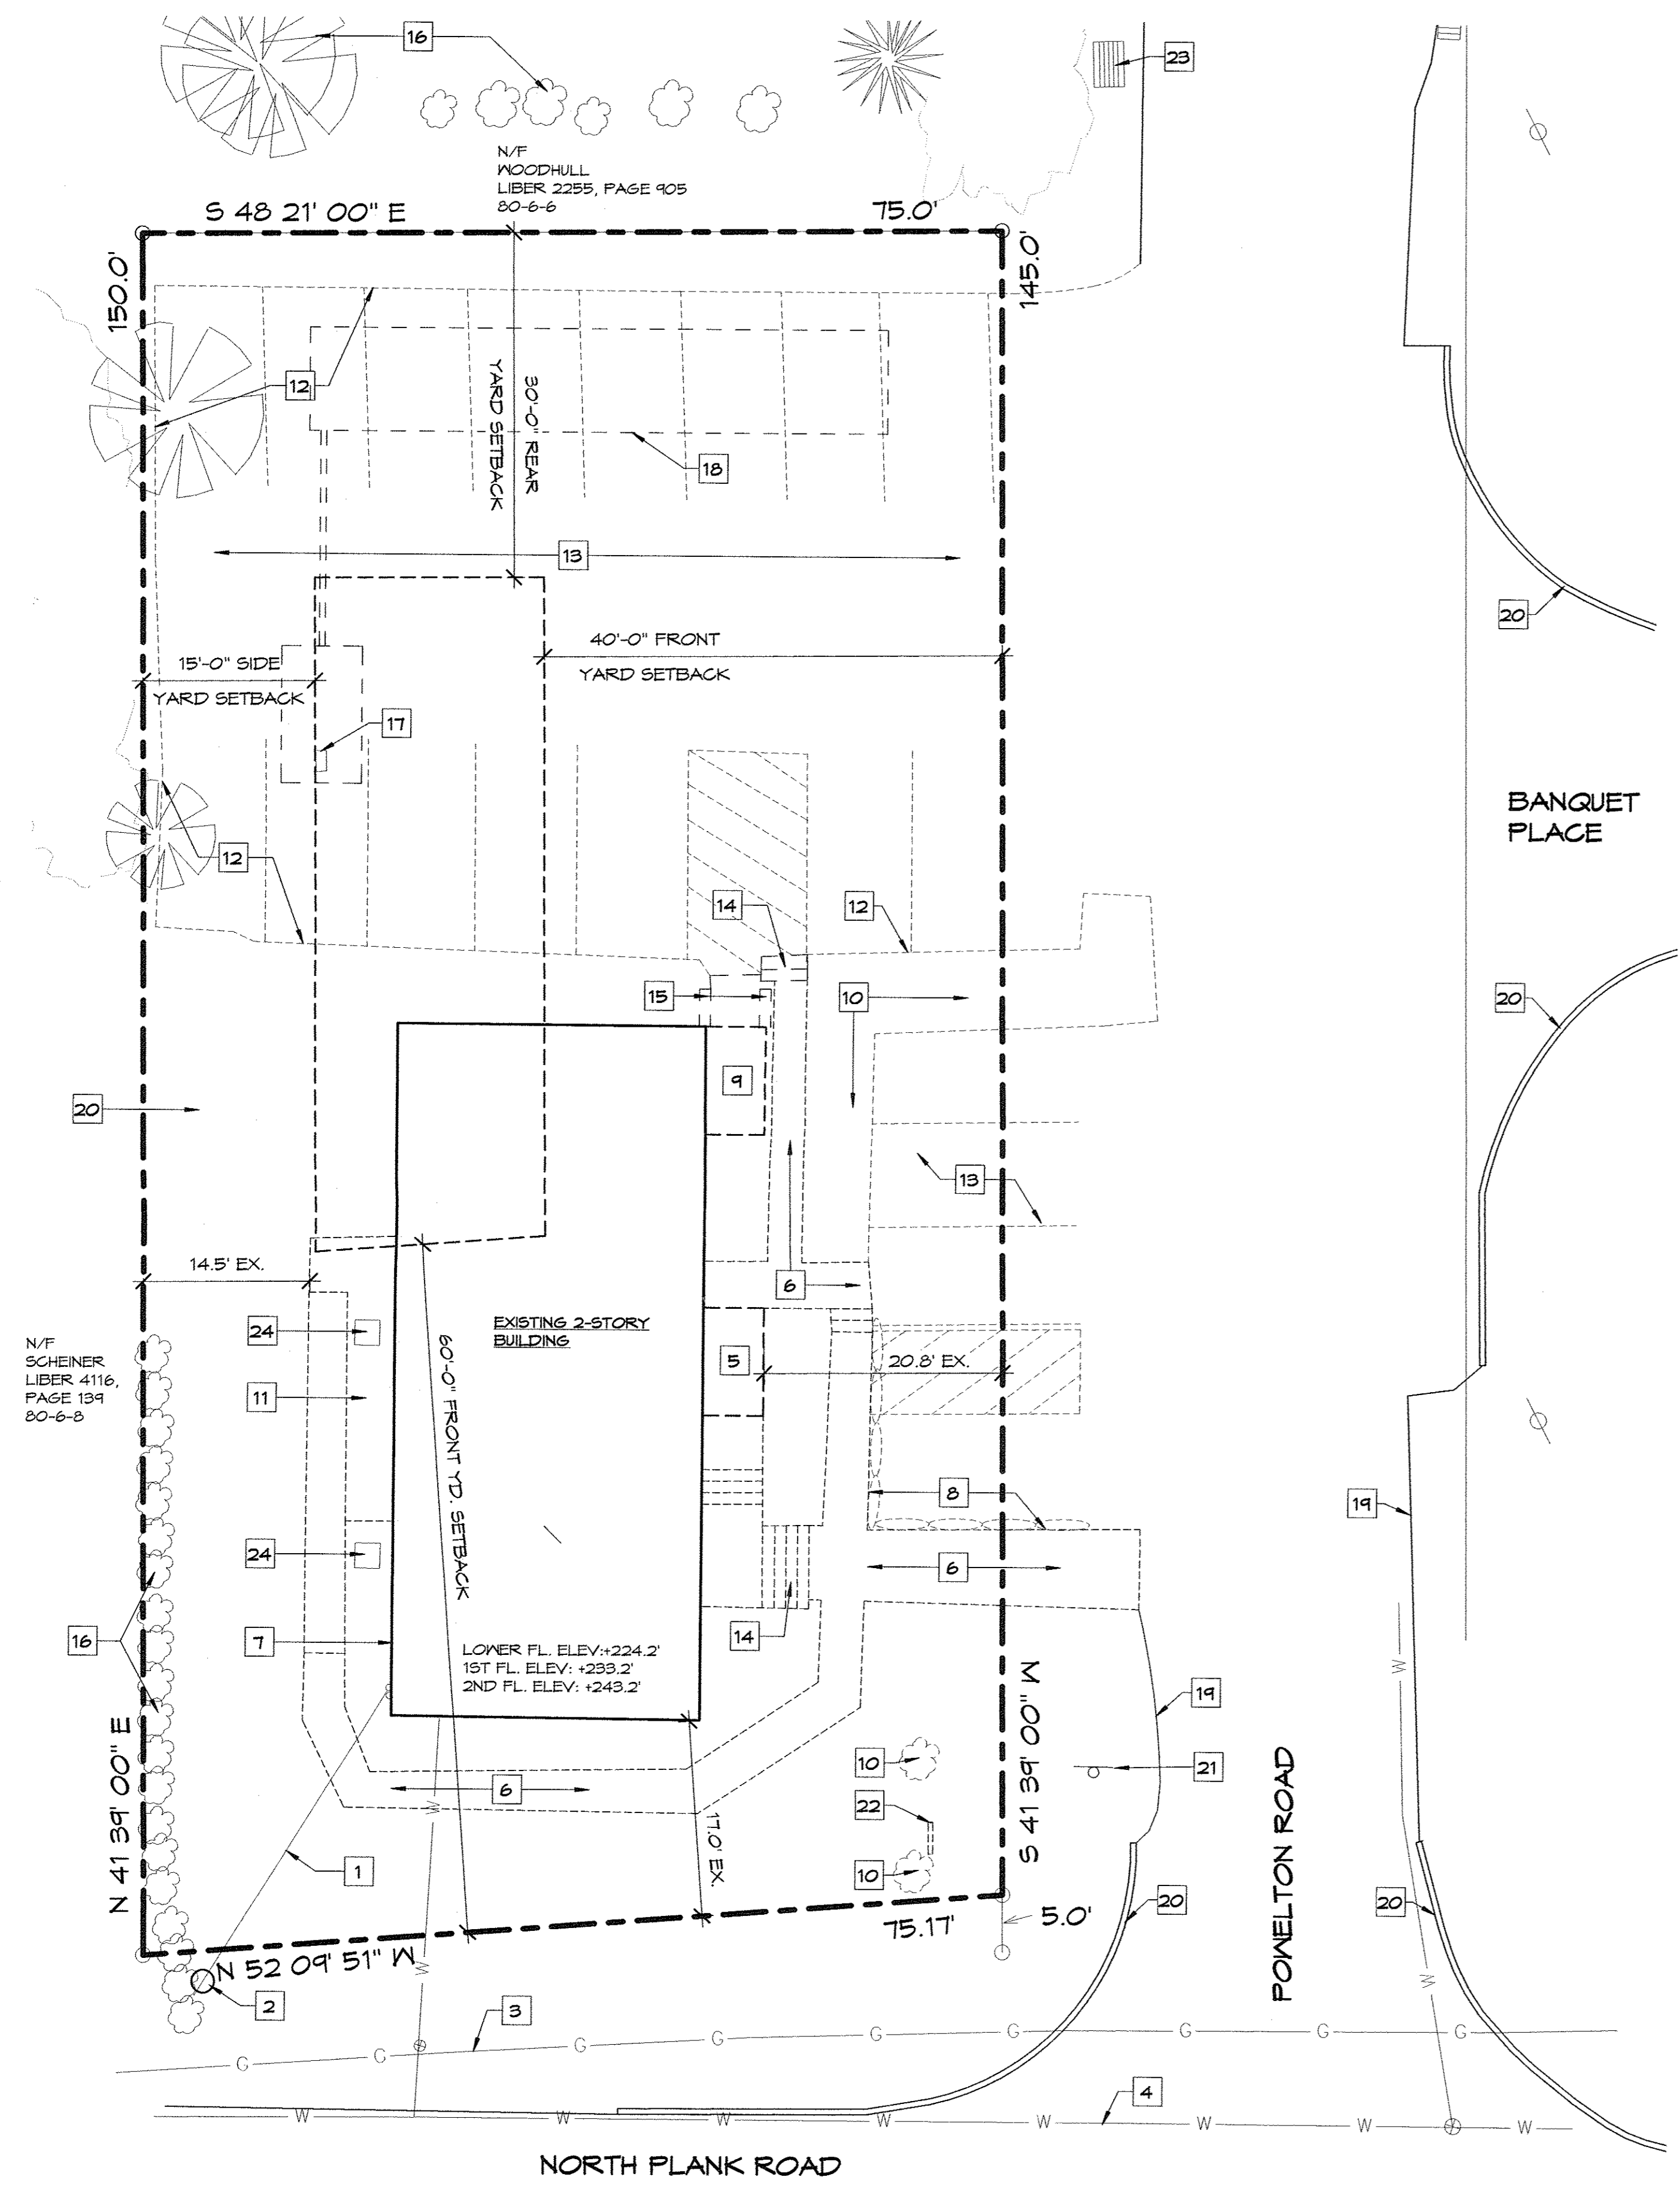 16
23
N/F
WOODHULL
LIBER 2255, PAGE 905
80-6-6
S 48 21' 00" E
75.0'
150.0'
145.0'
12
30'-0" REAR
YARD SETBACK
18
13
20
40'-0" FRONT
YARD SETBACK
15'-0" SIDE
YARD SETBACK
17
BANQUET
PLACE
12
14
12
15
10
20
9
20
13
14.5' EX.
6
24
EXISTING 2-STORY
BUILDING
5
20.8' EX.
N/F
SCHEINER
LIBER 4116,
PAGE 139
80-6-8
11
60'-0" FRONT YD. SETBACK
8
19
24
6
16
7
14
LOWER FL. ELEV:+224.2'
1ST FL. ELEV: +233.2'
2ND FL. ELEV: +243.2'
W
19
N 41 39' 00" E
S 41 39' 00" W
10
21
6
W
22
17.0' EX.
1
10
POWELTON ROAD
20
20
75.17'
5.0'
N 52 09' 51" W
W
W
2
3
G
G
G
G
G
G
G
G
G
4
W
W
W
W
W
W
W
W
NORTH PLANK ROAD